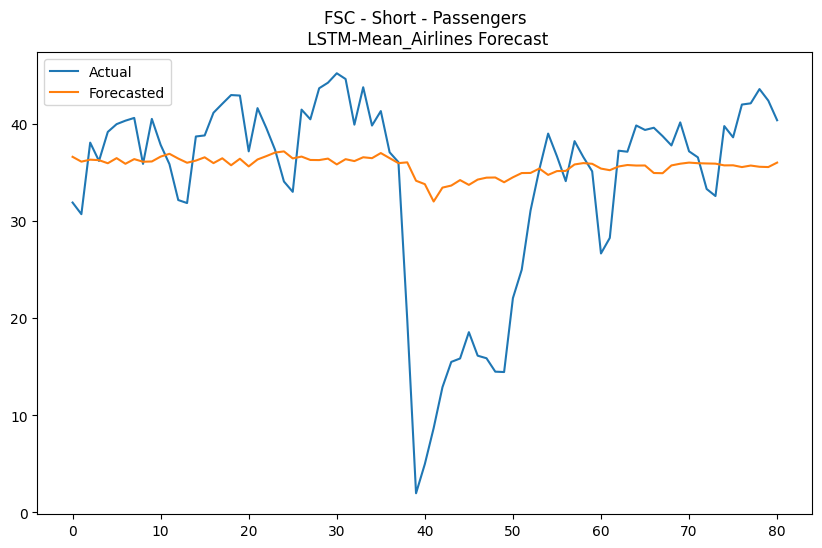 FSC - Short - Passengers
LSTM-Mean_Airlines Forecast
Actual
Forecasted
40
30
20
10
0
0 10 20 30 40 50 60 70 80